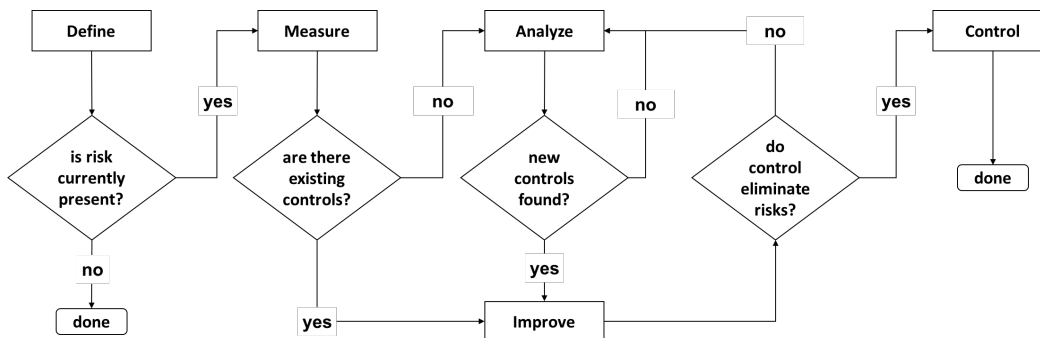 Define
Measure
Analyze
no
Control
yes
no
no
yes
is risk
currently
present?
are there
existing
controls?
new
controls
found?
do
control
eliminate
risks?
done
no
yes
done
yes
Improve